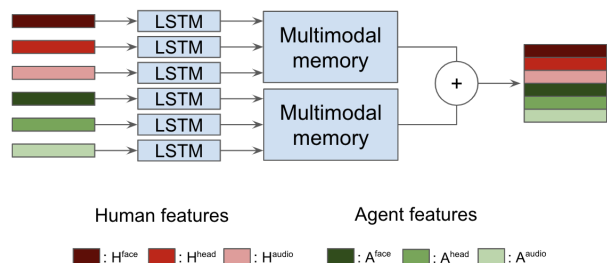 LSTM
LSTM
LSTM
LSTM
LSTM
LSTM
Multimodal
memory
Multimodal
memory
+
Human features
Agent features
: H^face : H^head : H^audio
: A^face : A^head : A^audio